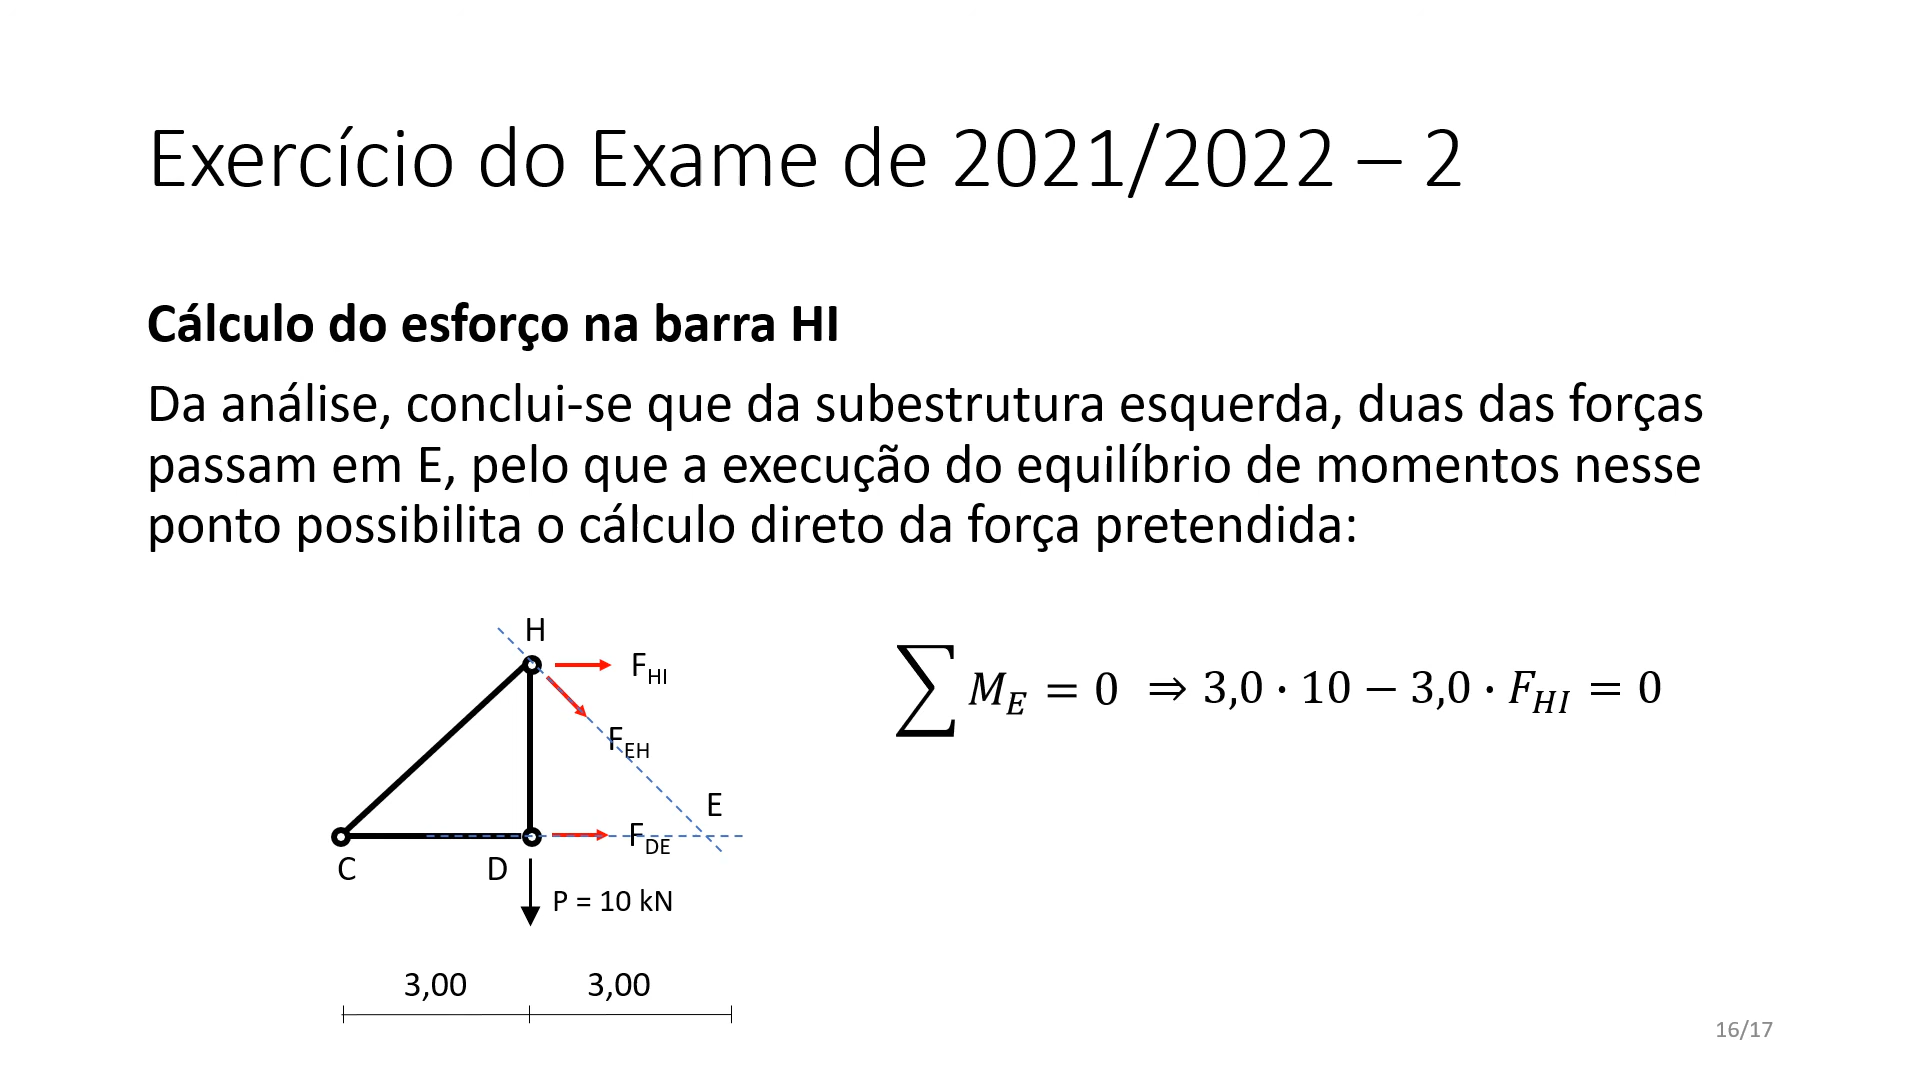 Exercício do Exame de 2021/2022 – 2
Cálculo do esforço na barra HI
Da análise, conclui-se que da subestrutura esquerda, duas das forças
passam em E, pelo que a execução do equilíbrio de momentos nesse
ponto possibilita o cálculo direto da força pretendida:
H
F_HI
F_EH
E
F_DE
C
D
P = 10 kN
3,00
3,00
∑ M_E = 0 ⇒ 3,0 · 10 − 3,0 · F_HI = 0
16/17